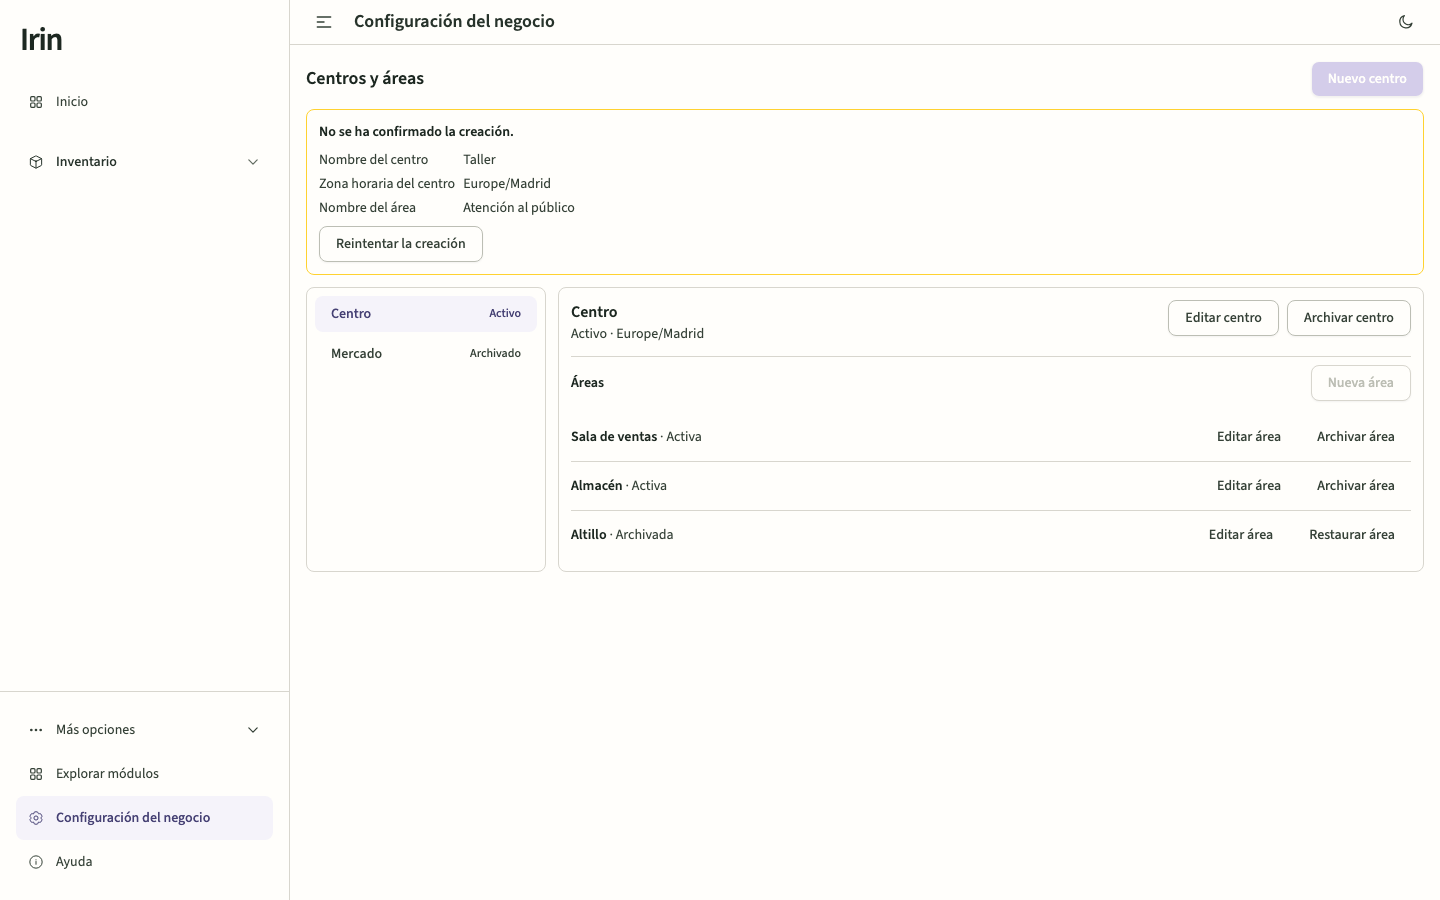 Irin
Inicio
Inventario
Más opciones
Explorar módulos
Configuración del negocio
Ayuda
Configuración del negocio
Centros y áreas
Nuevo centro
No se ha confirmado la creación.
Nombre del centro Taller
Zona horaria del centro Europe/Madrid
Nombre del área Atención al público
Reintentar la creación
Centro Activo
Mercado Archivado
Centro
Activo · Europe/Madrid
Editar centro Archivar centro
Áreas Nueva área
Sala de ventas · Activa Editar área Archivar área
Almacén · Activa Editar área Archivar área
Altillo · Archivada Editar área Restaurar área